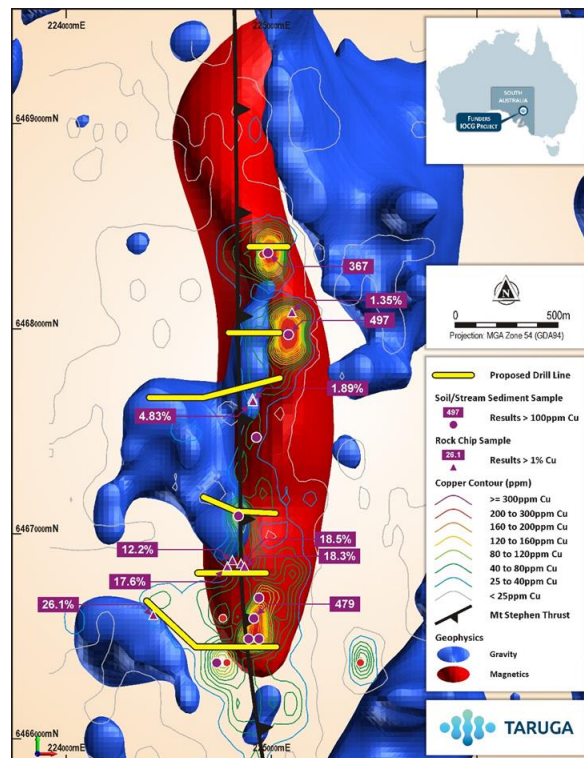 224000mE
225000mE
6469000mN
SOUTH
AUSTRALIA
FUNDERS
IOCG PROJECT
367
1.35%
497
6468000mN
N
0
500m
Projection: MGA Zone 54 (GDA94)
1.89%
4.83%
Proposed Drill Line
Soil/Stream Sediment Sample
497
Results > 100ppm Cu
Rock Chip Sample
26.1
Results > 1% Cu
Copper Contour (ppm)
>= 300ppm Cu
200 to 300ppm Cu
160 to 200ppm Cu
120 to 160ppm Cu
80 to 120ppm Cu
40 to 80ppm Cu
25 to 40ppm Cu
< 25ppm Cu
Mt Stephen Thrust
Geophysics
Gravity
Magnetics
6467000mN
18.5%
12.2%
18.3%
17.6%
26.1%
479
6466000mN
224000mE
225000mE
TARUGA